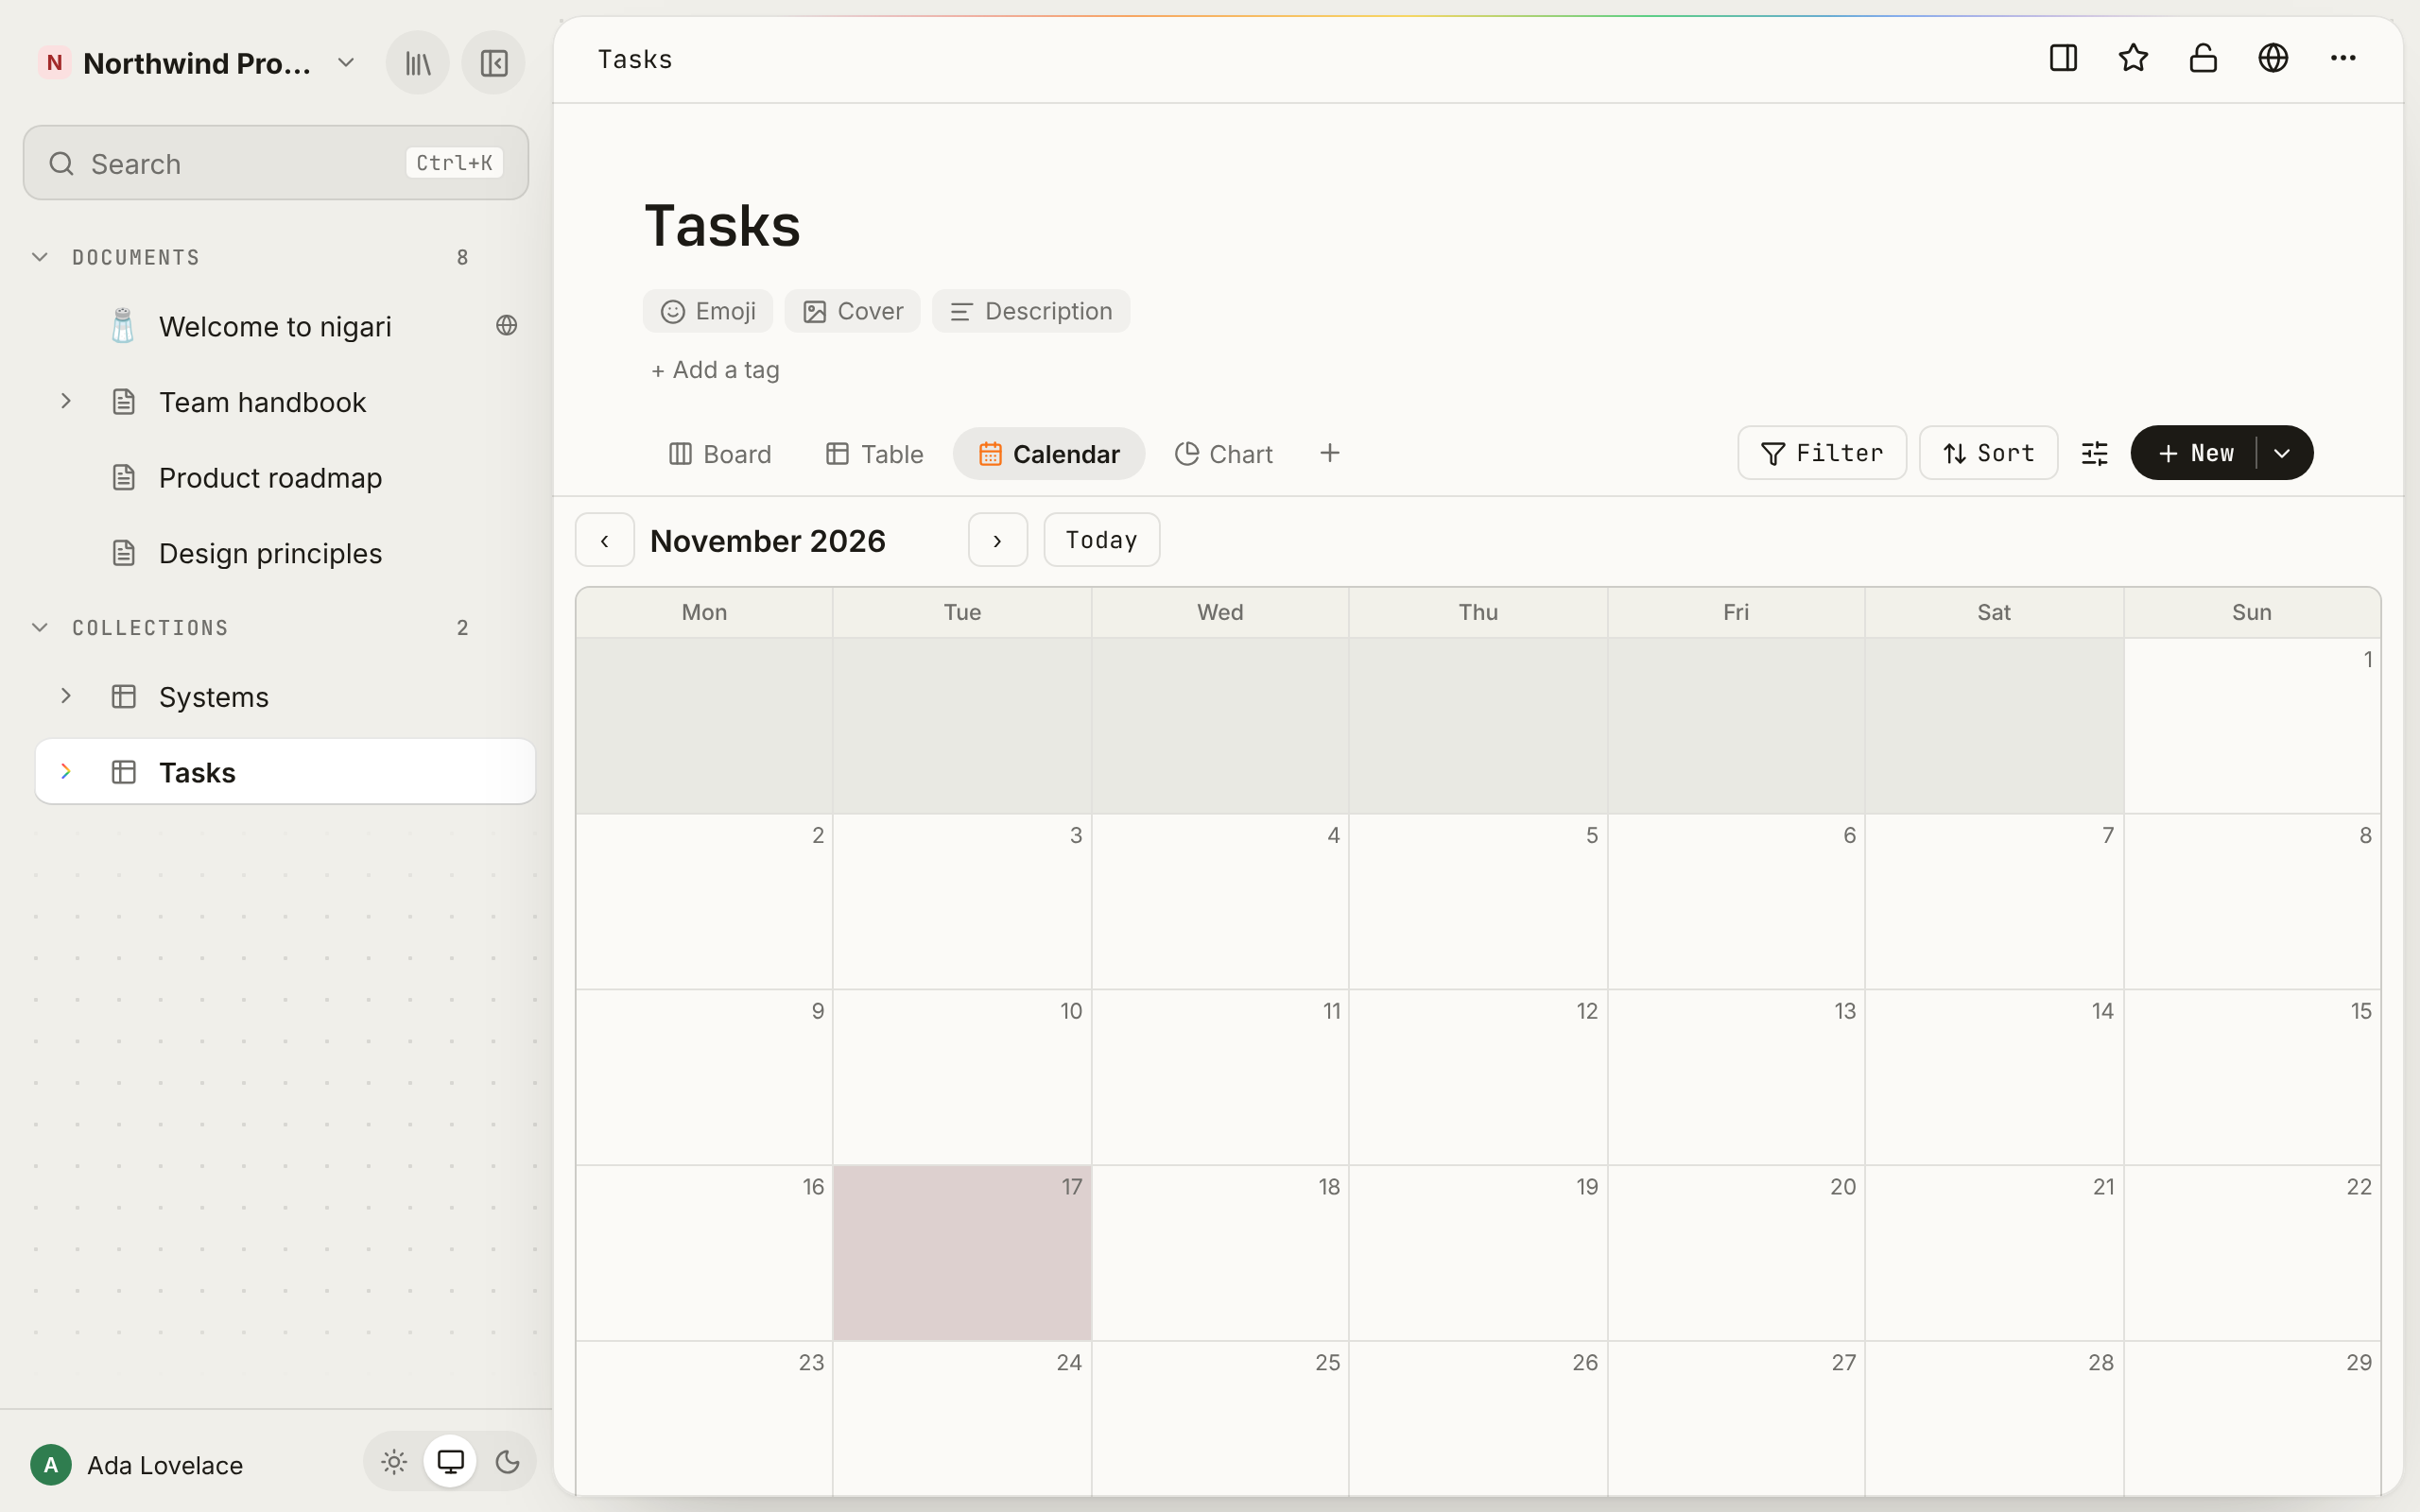 N Northwind Pro...
Search Ctrl+K
DOCUMENTS 8
Welcome to nigari
Team handbook
Product roadmap
Design principles
COLLECTIONS 2
Systems
Tasks
A Ada Lovelace
Tasks
Tasks
Emoji Cover Description
+ Add a tag
Board Table Calendar Chart + Filter Sort + New
‹ November 2026 › Today
Mon Tue Wed Thu Fri Sat Sun
1
2 3 4 5 6 7 8
9 10 11 12 13 14 15
16 17 18 19 20 21 22
23 24 25 26 27 28 29